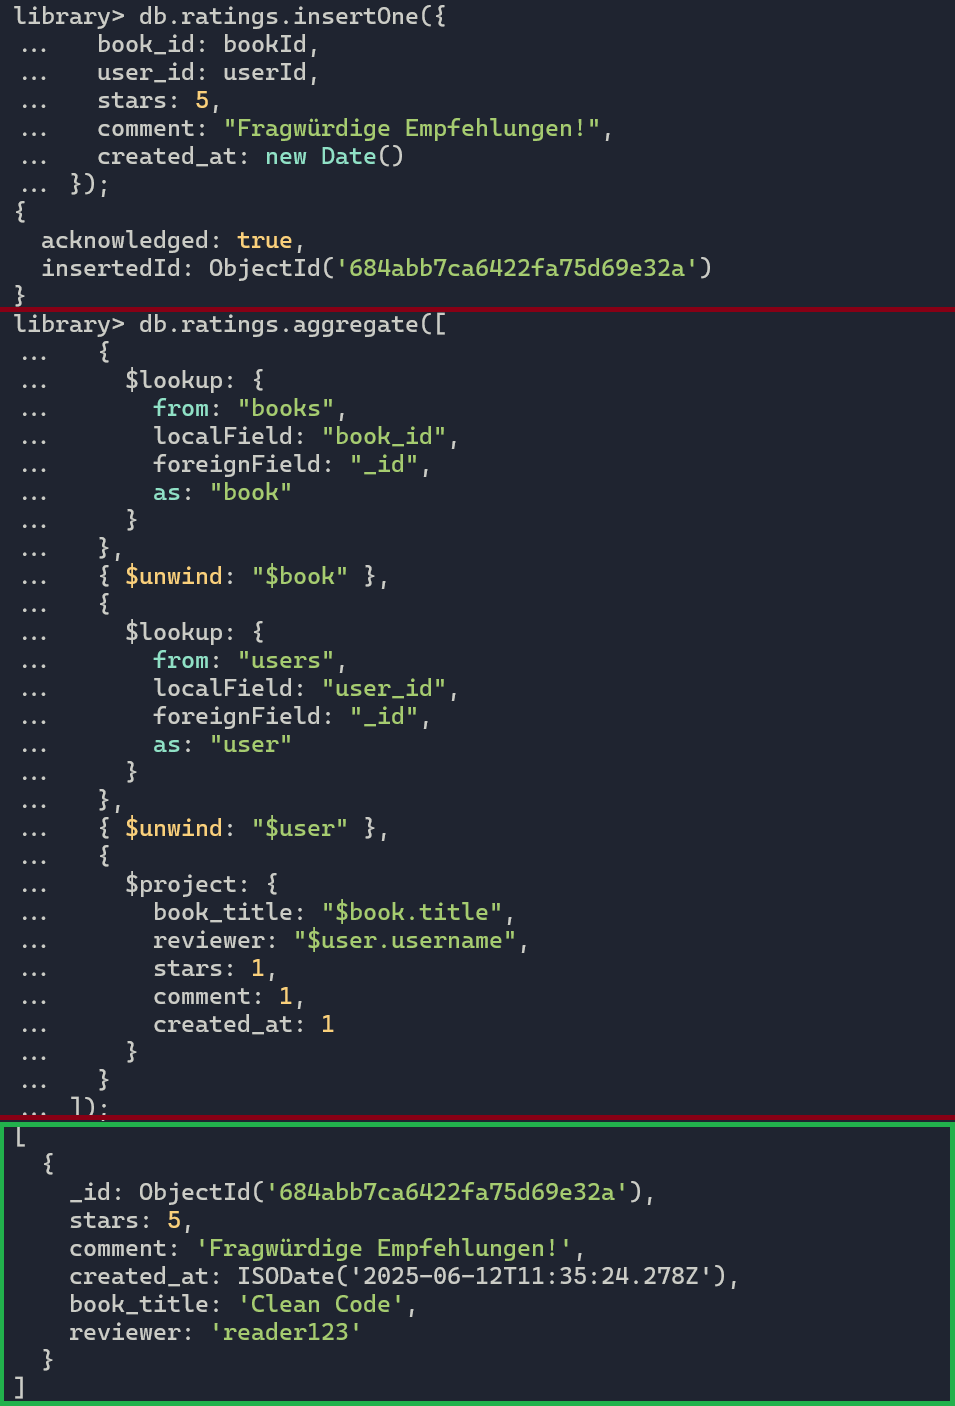 library> db.ratings.insertOne({
...   book_id: bookId,
...   user_id: userId,
...   stars: 5,
...   comment: "Fragwürdige Empfehlungen!",
...   created_at: new Date()
... });
{
  acknowledged: true,
  insertedId: ObjectId('684abb7ca6422fa75d69e32a')
}
library> db.ratings.aggregate([
...   {
...     $lookup: {
...       from: "books",
...       localField: "book_id",
...       foreignField: "_id",
...       as: "book"
...     }
...   },
...   { $unwind: "$book" },
...   {
...     $lookup: {
...       from: "users",
...       localField: "user_id",
...       foreignField: "_id",
...       as: "user"
...     }
...   },
...   { $unwind: "$user" },
...   {
...     $project: {
...       book_title: "$book.title",
...       reviewer: "$user.username",
...       stars: 1,
...       comment: 1,
...       created_at: 1
...     }
...   }
... ]);
[
  {
    _id: ObjectId('684abb7ca6422fa75d69e32a'),
    stars: 5,
    comment: 'Fragwürdige Empfehlungen!',
    created_at: ISODate('2025-06-12T11:35:24.278Z'),
    book_title: 'Clean Code',
    reviewer: 'reader123'
  }
]